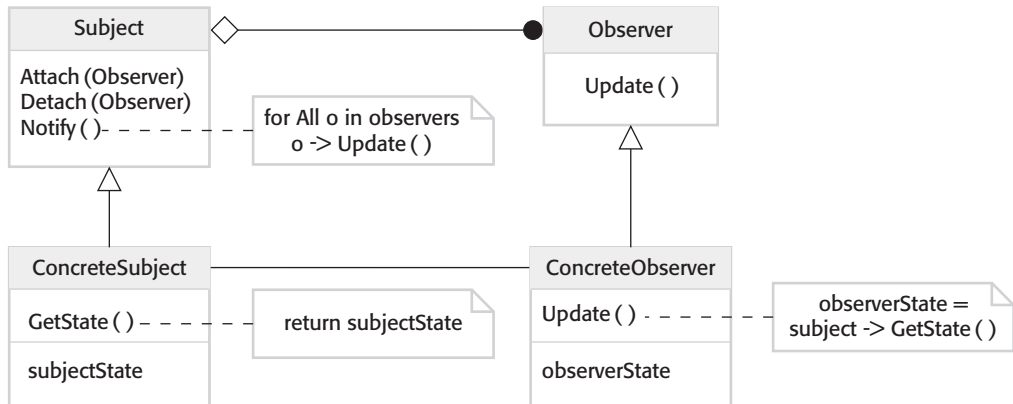 Subject
Observer
Attach (Observer)
Detach (Observer)
Notify ( )
for All o in observers
o -> Update ( )
Update ( )
ConcreteSubject
GetState ( )
subjectState
return subjectState
ConcreteObserver
Update ( )
observerState
observerState =
subject -> GetState ( )